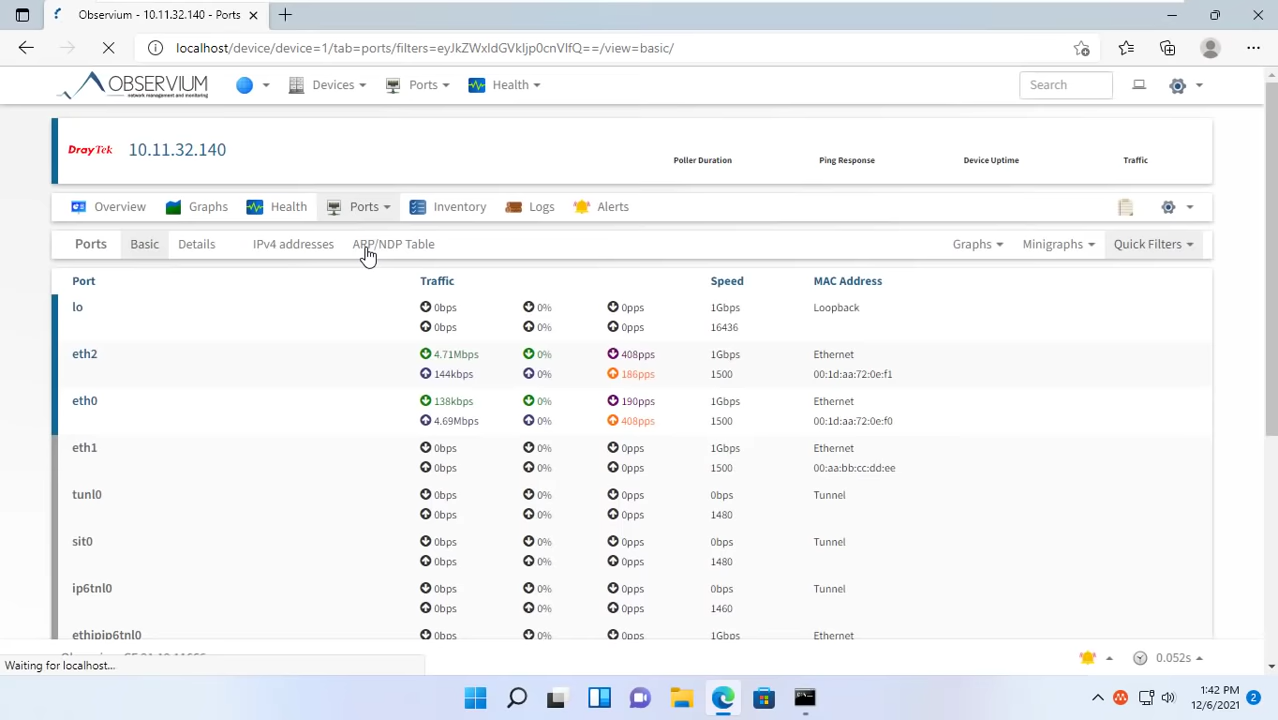 Observium - 10.11.32.140 - Port
localhost/device/device=1/tab=ports/filters=eyJkZWxldGVkIjp0cnVlfQ==/view=basic/
OBSERVIUM
network management and monitoring
Devices
Ports
Health
Search
DrayTek
10.11.32.140
Poller Duration
Ping Response
Device Uptime
Traffic
Overview
Graphs
Health
Ports
Inventory
Logs
Alerts
Ports
Basic
Details
IPv4 addresses
ARP/NDP Table
Graphs
Minigraphs
Quick Filters
Port Traffic Speed MAC Address
lo 0bps 0% 0pps 1Gbps Loopback
0bps 0% 0pps 16436
eth2 4.71Mbps 0% 408pps 1Gbps Ethernet
144kbps 0% 186pps 1500 00:1d:aa:72:0e:f1
eth0 138kbps 0% 190pps 1Gbps Ethernet
4.69Mbps 0% 408pps 1500 00:1d:aa:72:0e:f0
eth1 0bps 0% 0pps 1Gbps Ethernet
0bps 0% 0pps 1500 00:aa:bb:cc:dd:ee
tunl0 0bps 0% 0pps 0bps Tunnel
0bps 0% 0pps 1480
sit0 0bps 0% 0pps 0bps Tunnel
0bps 0% 0pps 1480
ip6tnl0 0bps 0% 0pps 0bps Tunnel
0bps 0% 0pps 1460
ethipip6tnl0 0bps 0% 0pps 1Gbps Ethernet
0.052s
Waiting for localhost...
1:42 PM
12/6/2021
2